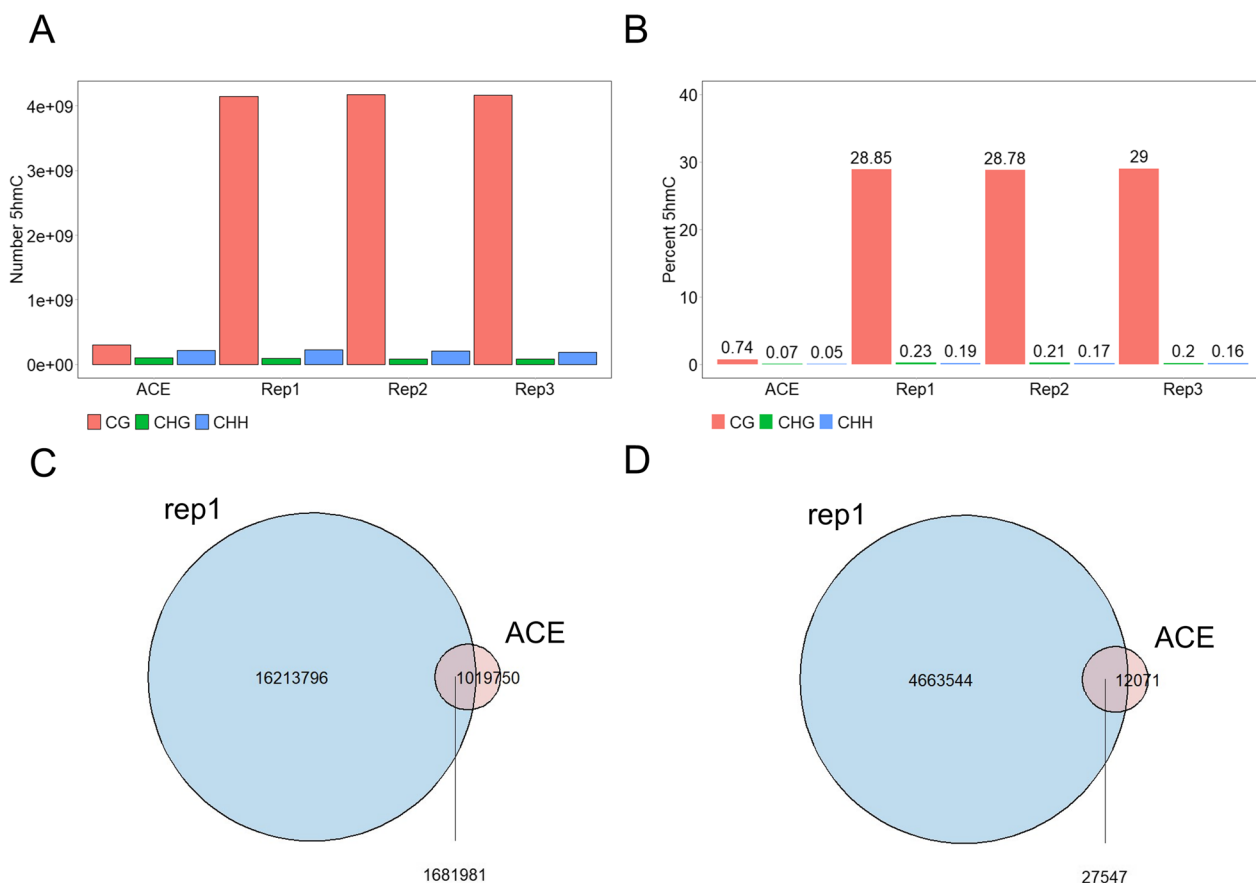 A
Number 5hmC
4e+09
3e+09
2e+09
1e+09
0e+00
ACE Rep1 Rep2 Rep3
CG CHG CHH
B
Percent 5hmC
40
30
20
10
0
0.74 0.07 0.05 28.85 0.23 0.19 28.78 0.21 0.17 29 0.2 0.16
ACE Rep1 Rep2 Rep3
CG CHG CHH
C
rep1
ACE
16213796 1019750
1681981
D
rep1
ACE
4663544 12071
27547